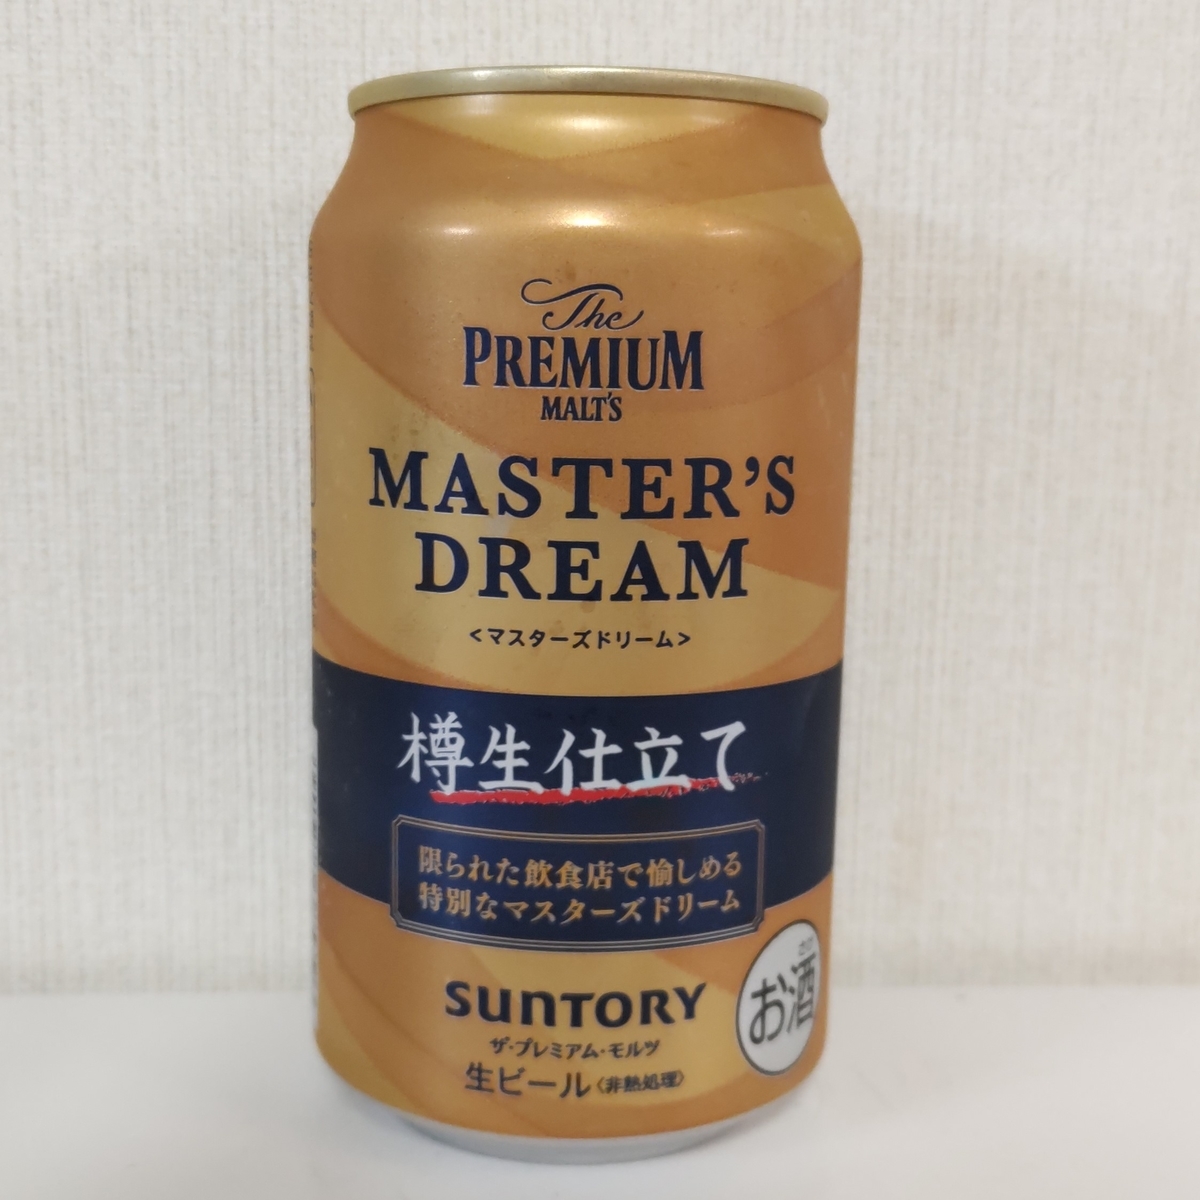 The
PREMIUM
MALT'S
MASTER'S
DREAM
<マスターズドリーム>
樽生仕立て
限られた飲食店で愉しめる
特別なマスターズドリーム
SUNTORY
お酒
ザ・プレミアム・モルツ
生ビール〈非熱処理〉